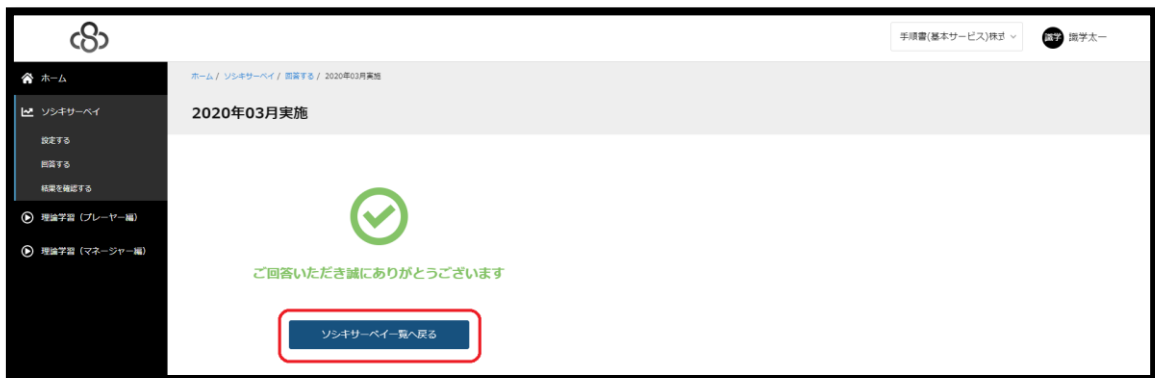 手順書(基本サービス)株式
識学 識学太一
ホーム
ソシキサーベイ
設定する
回答する
結果を確認する
理論学習（プレーヤー編）
理論学習（マネージャー編）
ホーム / ソシキサーベイ / 回答する / 2020年03月実施
2020年03月実施
ご回答いただき誠にありがとうございます
ソシキサーベイ一覧へ戻る